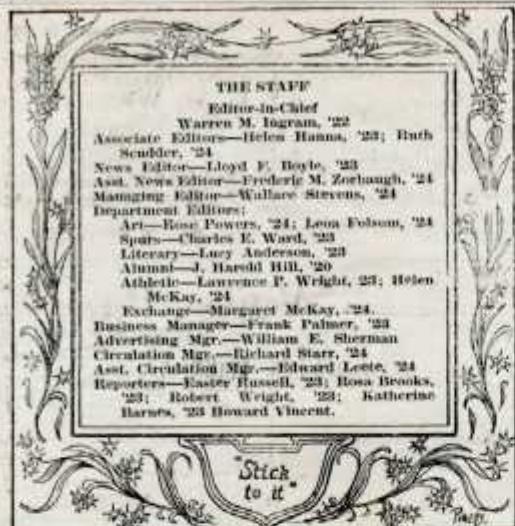 THE STAFF
Editor-in-Chief
Warren M. Ingram, '22
Associate Editors—Helen Hanna, '23; Ruth
Scudder, '24
News Editor—Lloyd F. Boyle, '23
Asst. News Editor—Frederic M. Zorbaugh, '24
Managing Editor—Wallace Stevens, '24
Department Editors:
Art—Rose Powers, '24; Leon Folsom, '24
Spurs—Charles E. Ward, '23
Literary—Lucy Anderson, '23
Alumni—J. Harold Hill, '20
Athletic—Lawrence P. Wright, 23; Helen
McKay, '24
Exchange—Margaret McKay, '24.
Business Manager—Frank Palmer, '23
Advertising Mgr.—William E. Sherman
Circulation Mgr.—Richard Starr, '24
Asst. Circulation Mgr.—Edward Leete, '24
Reporters—Easter Russell, '23; Rosa Brooks,
'23; Robert Wright, '23; Katherine
Barnes, '23 Howard Vincent.
"Stick
to it"